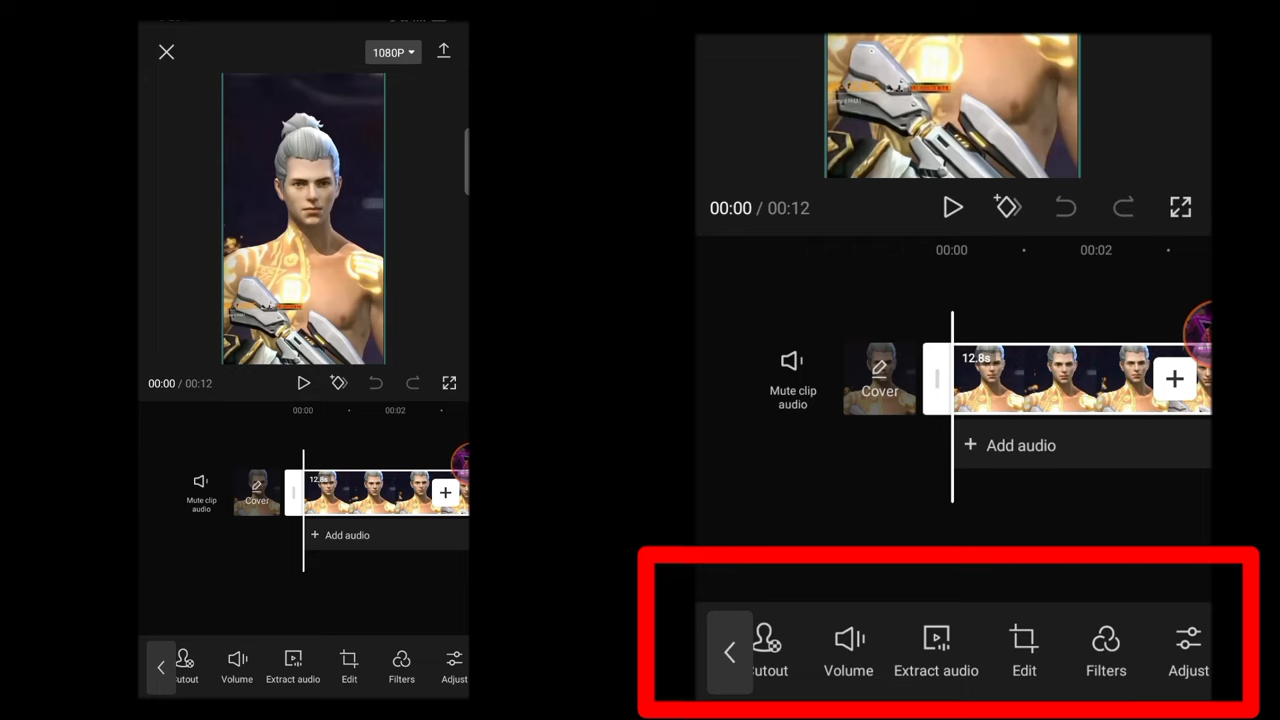 1080P
00:00 / 00:12
00:00
00:02
Mute clip
audio
Cover
12.8s
+ Add audio
utout
Volume
Extract audio
Edit
Filters
Adjust
00:00 / 00:12
00:00
00:02
Mute clip
audio
Cover
12.8s
+ Add audio
utout
Volume
Extract audio
Edit
Filters
Adjust